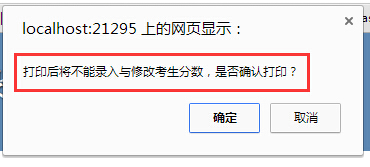 localhost:21295 上的网页显示：
打印后将不能录入与修改考生分数，是否确认打印？
确定
取消